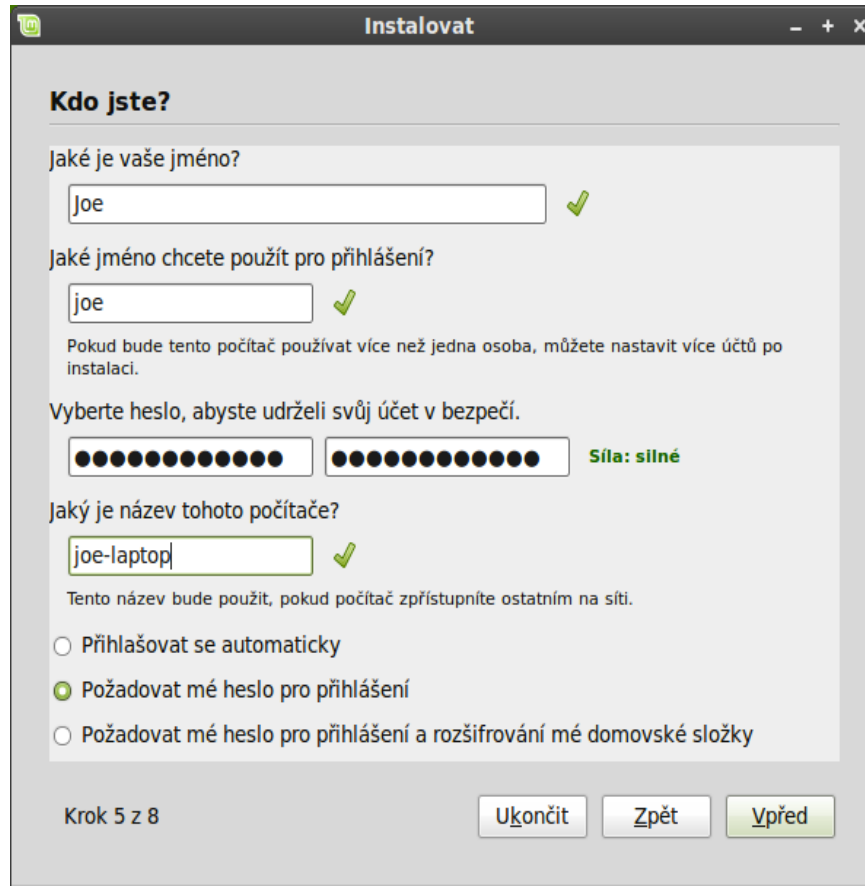 Instalovat
Kdo jste?
Jaké je vaše jméno?
Joe
Jaké jméno chcete použít pro přihlášení?
joe
Pokud bude tento počítač používat více než jedna osoba, můžete nastavit více účtů po
instalaci.
Vyberte heslo, abyste udrželi svůj účet v bezpečí.
●●●●●●●●●●●● ●●●●●●●●●●●● Síla: silné
Jaký je název tohoto počítače?
joe-laptop
Tento název bude použit, pokud počítač zpřístupníte ostatním na síti.
Přihlašovat se automaticky
Požadovat mé heslo pro přihlášení
Požadovat mé heslo pro přihlášení a rozšifrování mé domovské složky
Krok 5 z 8 Ukončit Zpět Vpřed